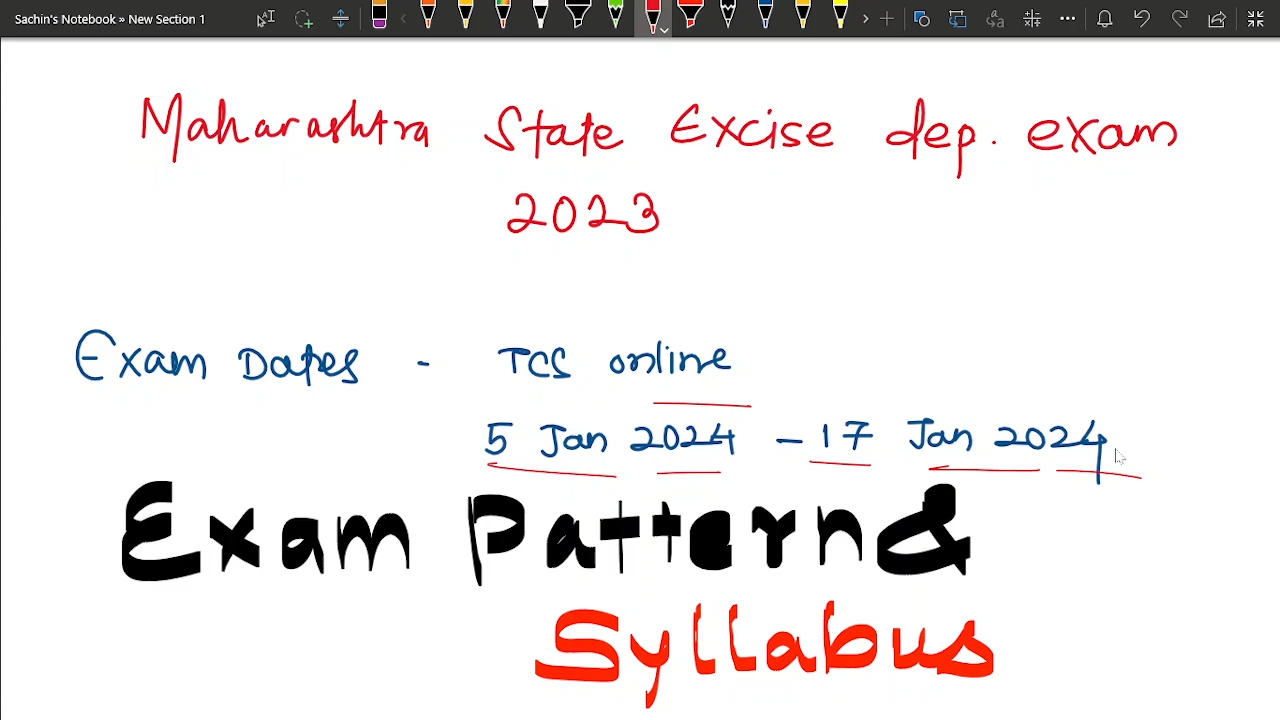 Sachin's Notebook » New Section 1
Maharashtra State Excise dep. exam
2023
Exam Dates - TCS online
5 Jan 2024 - 17 Jan 2024
Exam Pattern &
Syllabus